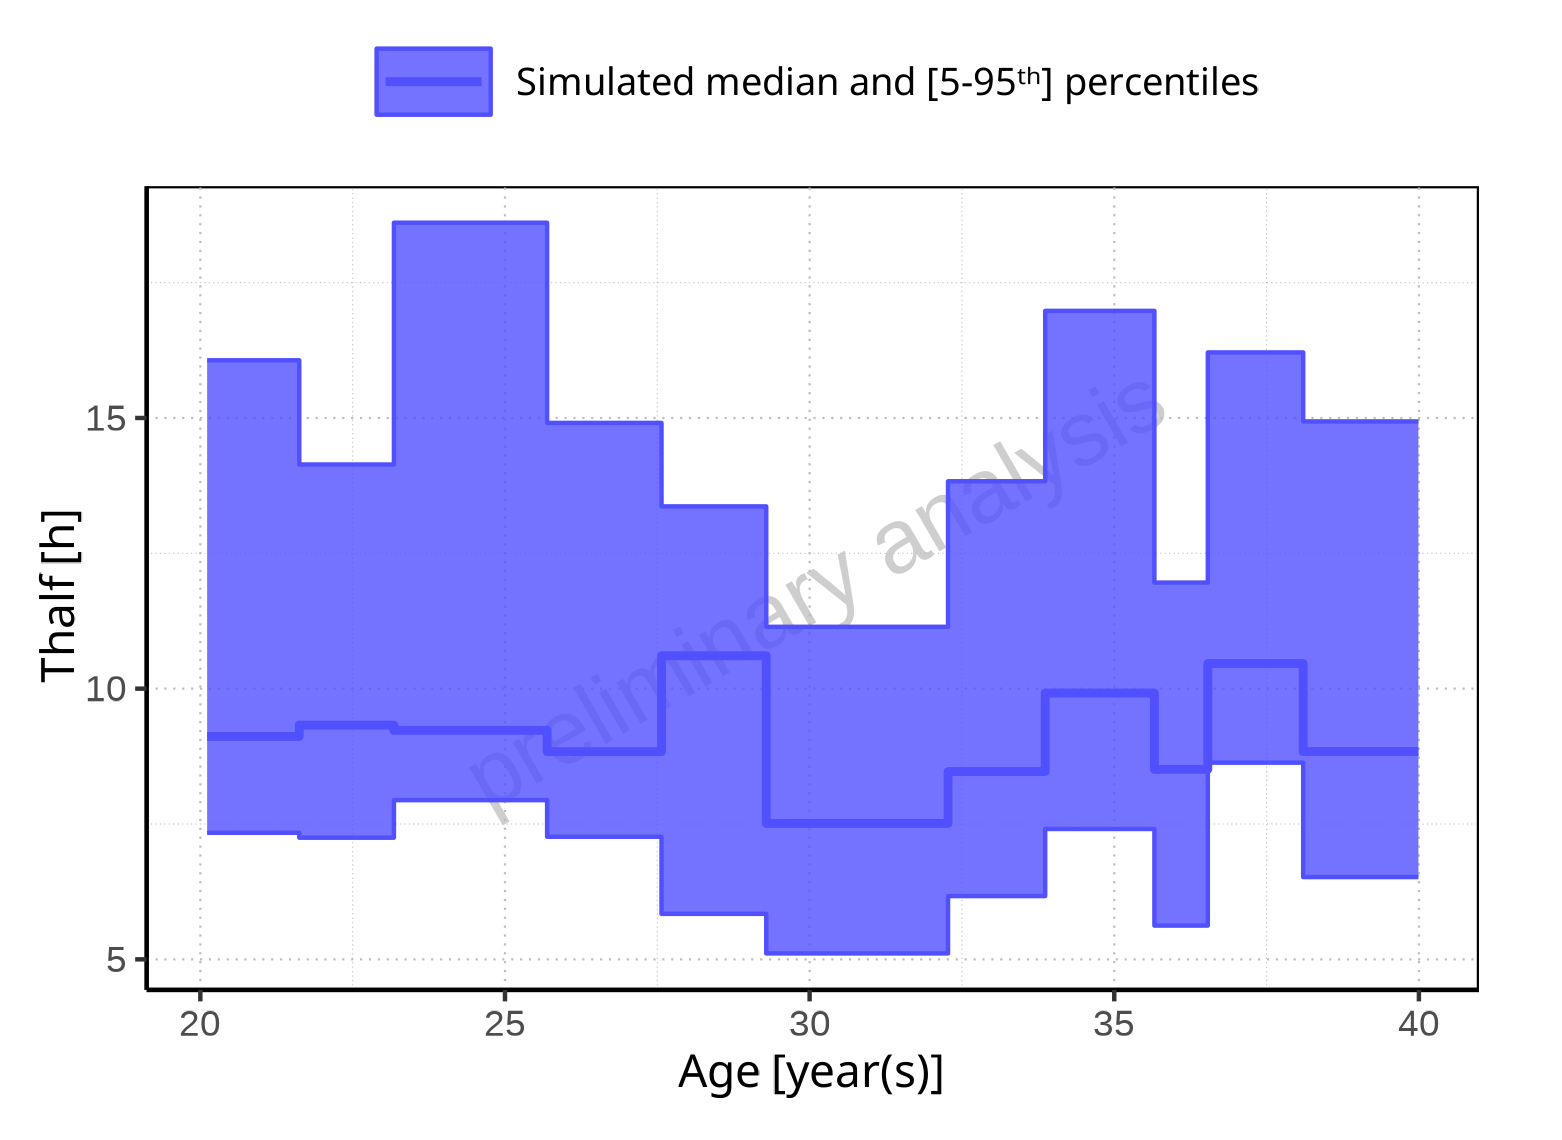 Simulated median and [5-95ᵗʰ] percentiles
Thalf [h]
15
10
5
preliminary analysis
20 25 30 35 40
Age [year(s)]